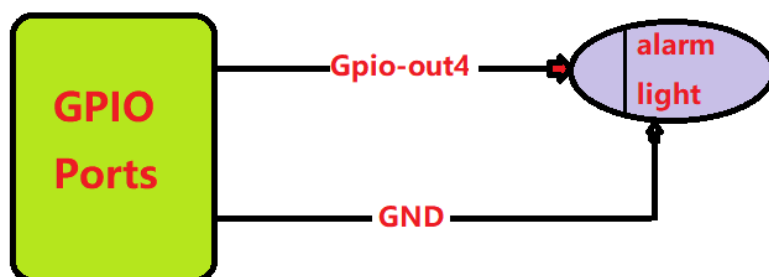 GPIO
Ports
Gpio-out4
alarm
light
GND